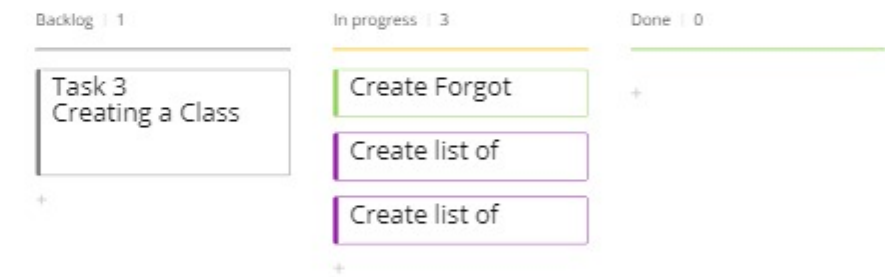 Backlog | 1
Task 3
Creating a Class
+
In progress | 3
Create Forgot
Create list of
Create list of
+
Done | 0
+